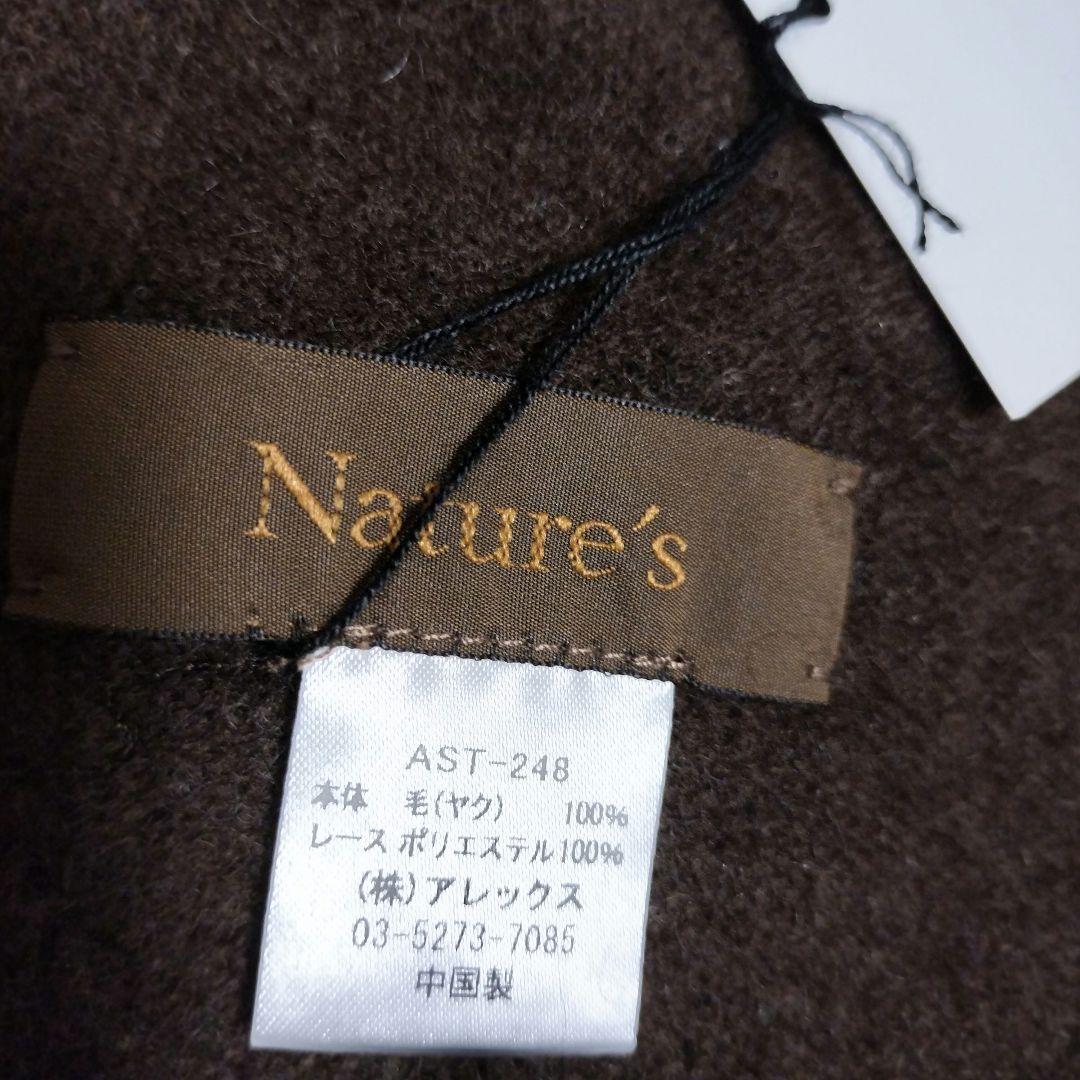 Nature's
AST-248
本体 毛(ヤク) 100%
レース ポリエステル100%
(株)アレックス
03-5273-7085
中国製